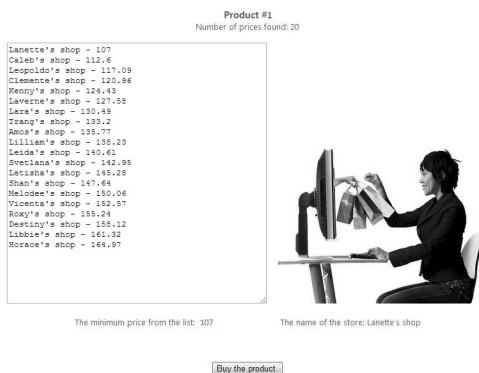 Product #1
Number of prices found: 20
Lanette's shop - 107
Caleb's shop - 112.6
Leopoldo's shop - 117.09
Clemente's shop - 120.96
Kenny's shop - 124.43
Laverne's shop - 127.58
Lara's shop - 130.49
Trang's shop - 133.2
Amos's shop - 135.77
Lilliam's shop - 138.23
Leida's shop - 140.61
Svetlana's shop - 142.95
Letisha's shop - 145.28
Shan's shop - 147.64
Melodee's shop - 150.06
Vicenta's shop - 152.57
Roxy's shop - 155.24
Destiny's shop - 158.12
Libbie's shop - 161.32
Horace's shop - 164.97
The minimum price from the list: 107
The name of the store: Lanette's shop
Buy the product